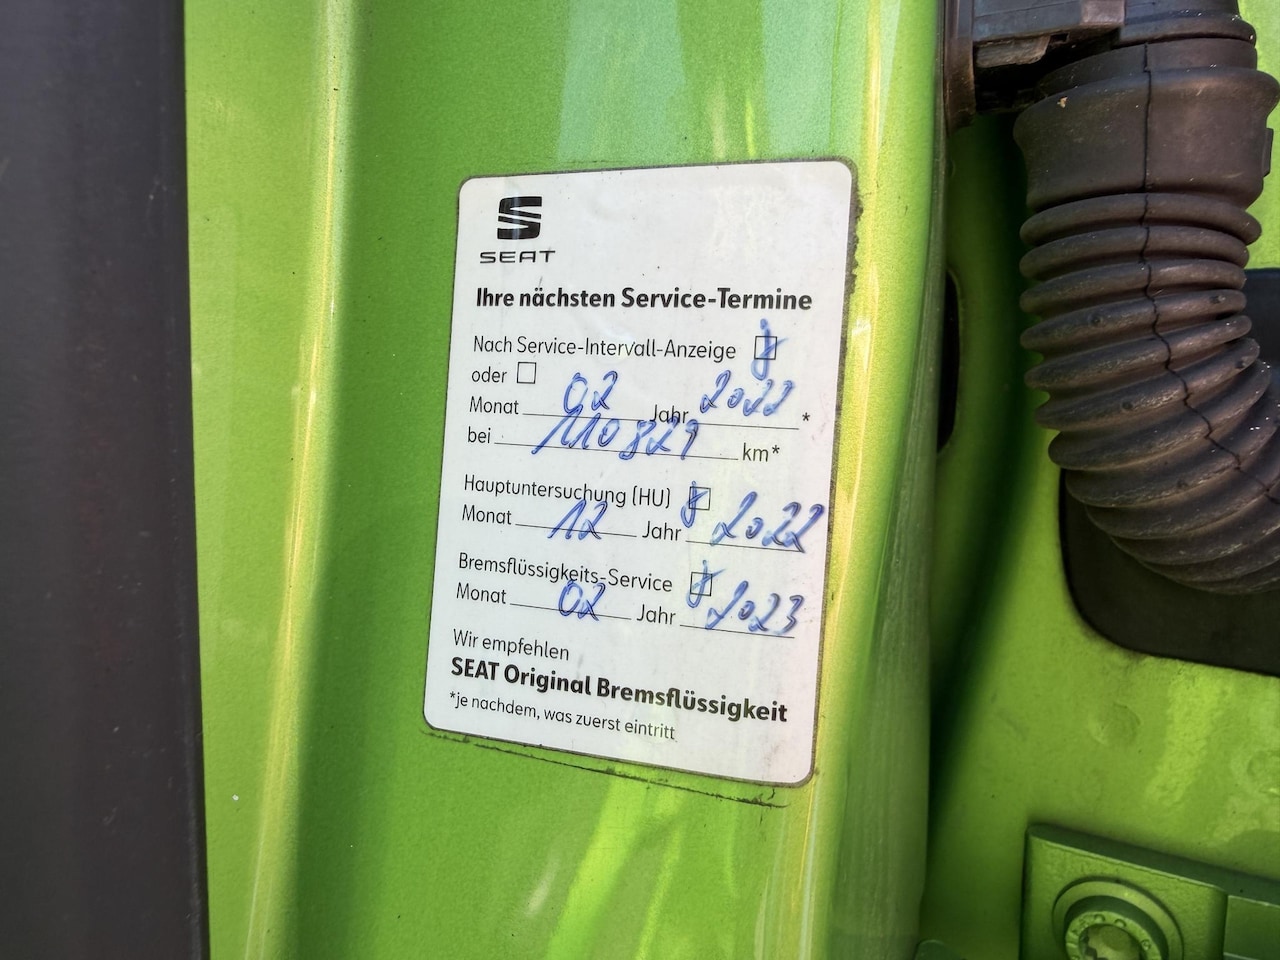 SEAT
Ihre nächsten Service-Termine
Nach Service-Intervall-Anzeige
oder
Monat 02 Jahr 2022 *
bei 110829 km*
Hauptuntersuchung (HU)
Monat 12 Jahr 2022
Bremsflüssigkeits-Service
Monat 02 Jahr 2023
Wir empfehlen
SEAT Original Bremsflüssigkeit
*je nachdem, was zuerst eintritt